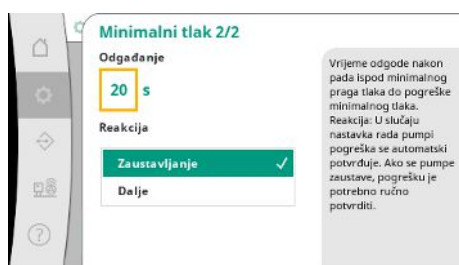 Minimalni tlak 2/2
Odgađanje
20 s
Reakcija
Zaustavljanje
Dalje
Vrijeme odgode nakon
pada ispod minimalnog
praga tlaka do pogreške
minimalnog tlaka.
Reakcija: U slučaju
nastavka rada pumpi
pogreška se automatski
potvrđuje. Ako se pumpe
zaustave, pogrešku je
potrebno ručno
potvrditi.
?